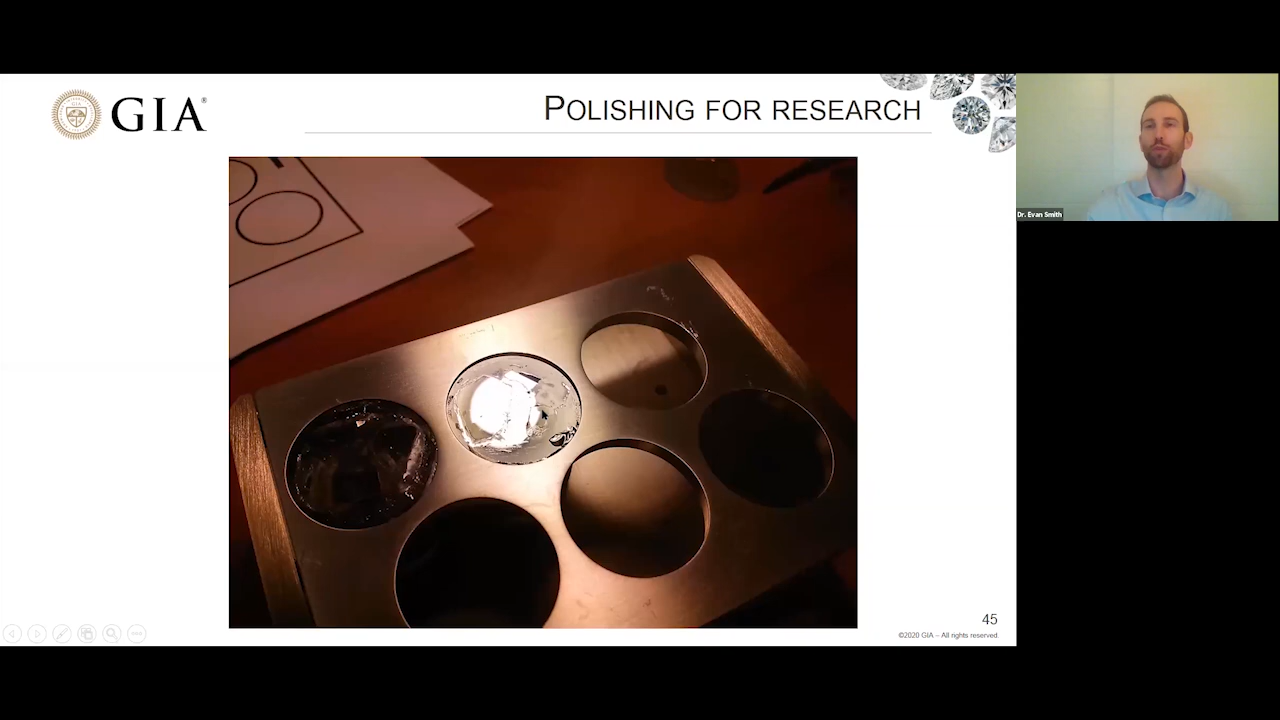 GIA®
POLISHING FOR RESEARCH
Dr. Evan Smith
45
©2020 GIA – All rights reserved